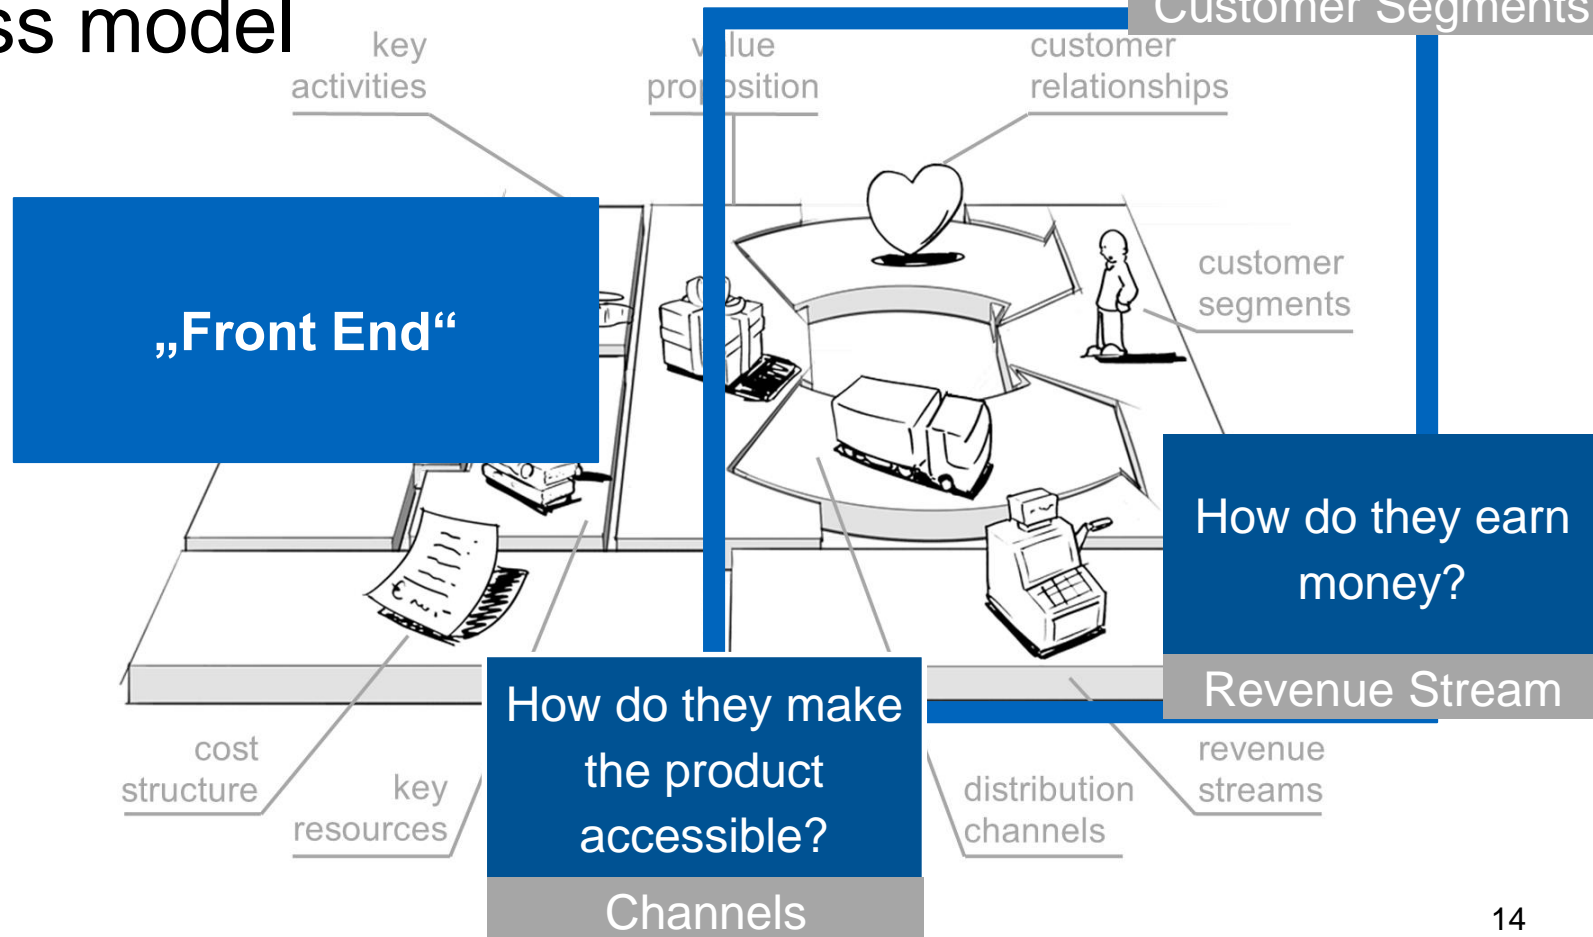 ss model
Customer Segments
key
activities
value
proposition
customer
relationships
customer
segments
„Front End“
How do they earn
money?
Revenue Stream
How do they make
the product
accessible?
Channels
cost
structure
key
resources
distribution
channels
revenue
streams
14